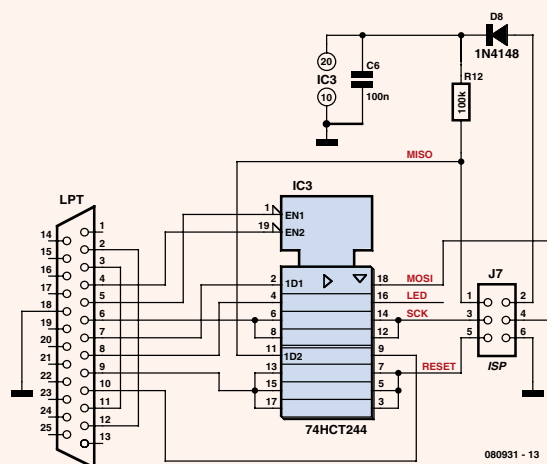 D8
1N4148
20
IC3
10
C6
100n
R12
100k
MISO
LPT
IC3
1
EN1
19
EN2
2
1D1
4
6
8
11
1D2
13
15
17
18
MOSI
16
LED
14
SCK
12
9
7
RESET
5
3
74HCT244
J7
1
2
3
4
5
6
ISP
14
15
16
17
18
19
20
21
22
23
24
25
1
2
3
4
5
6
7
8
9
10
11
12
13
080931 - 13